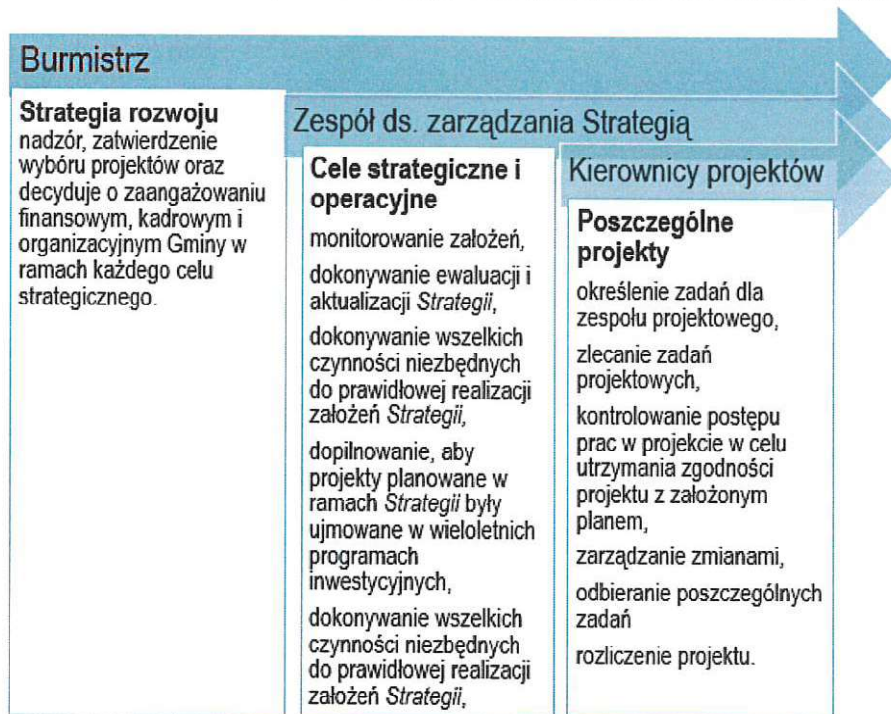 Burmistrz
Strategia rozwoju
nadzór, zatwierdzenie
wyboru projektów oraz
decyduje o zaangażowaniu
finansowym, kadrowym i
organizacyjnym Gminy w
ramach każdego celu
strategicznego.
Zespół ds. zarządzania Strategią
Cele strategiczne i
operacyjne
monitorowanie założeń,
dokonywanie ewaluacji i
aktualizacji Strategii,
dokonywanie wszelkich
czynności niezbędnych
do prawidłowej realizacji
założeń Strategii,
dopilnowanie, aby
projekty planowane w
ramach Strategii były
ujmowane w wieloletnich
programach
inwestycyjnych,
dokonywanie wszelkich
czynności niezbędnych
do prawidłowej realizacji
założeń Strategii,
Kierownicy projektów
Poszczególne
projekty
określenie zadań dla
zespołu projektowego,
zlecanie zadań
projektowych,
kontrolowanie postępu
prac w projekcie w celu
utrzymania zgodności
projektu z założonym
planem,
zarządzanie zmianami,
odbieranie poszczególnych
zadań
rozliczenie projektu.